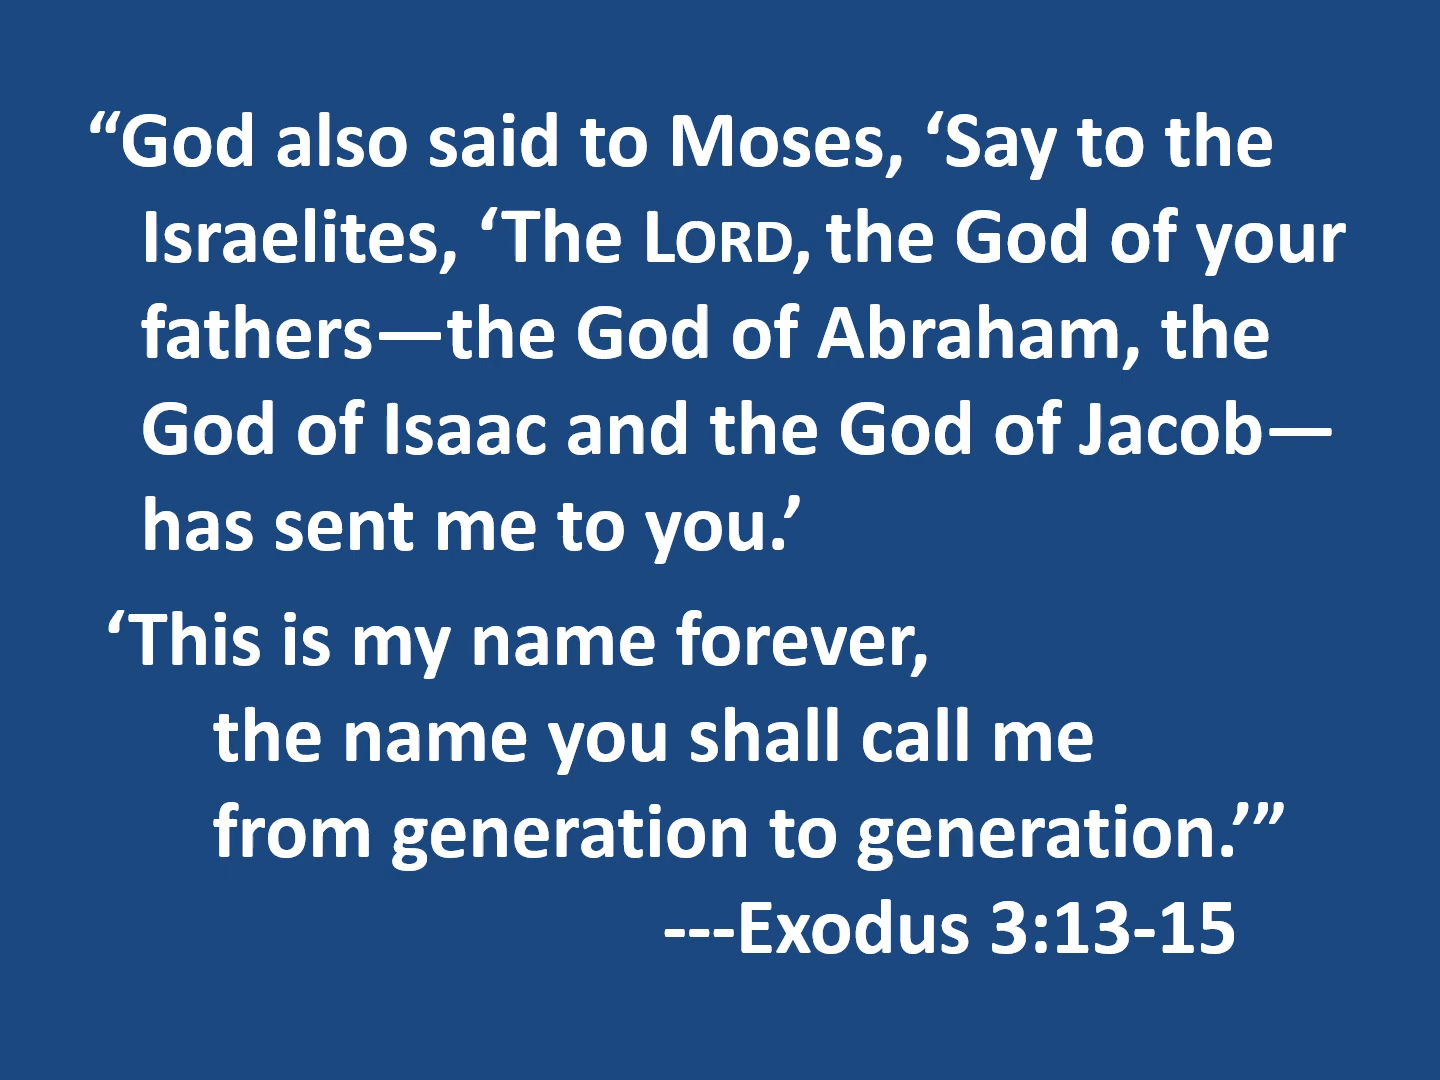 “God also said to Moses, ‘Say to the
Israelites, ‘The LORD, the God of your
fathers—the God of Abraham, the
God of Isaac and the God of Jacob—
has sent me to you.’
‘This is my name forever,
the name you shall call me
from generation to generation.’”
---Exodus 3:13-15